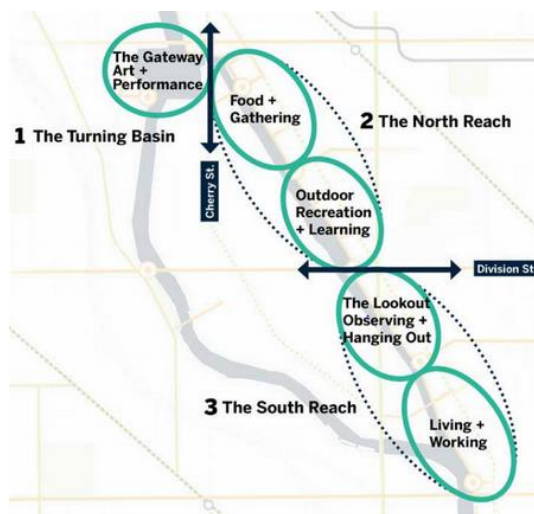 The Gateway
Art +
Performance
Food +
Gathering
1 The Turning Basin
2 The North Reach
Cherry St.
Outdoor
Recreation
+ Learning
Division St
The Lookout
Observing +
Hanging Out
3 The South Reach
Living +
Working